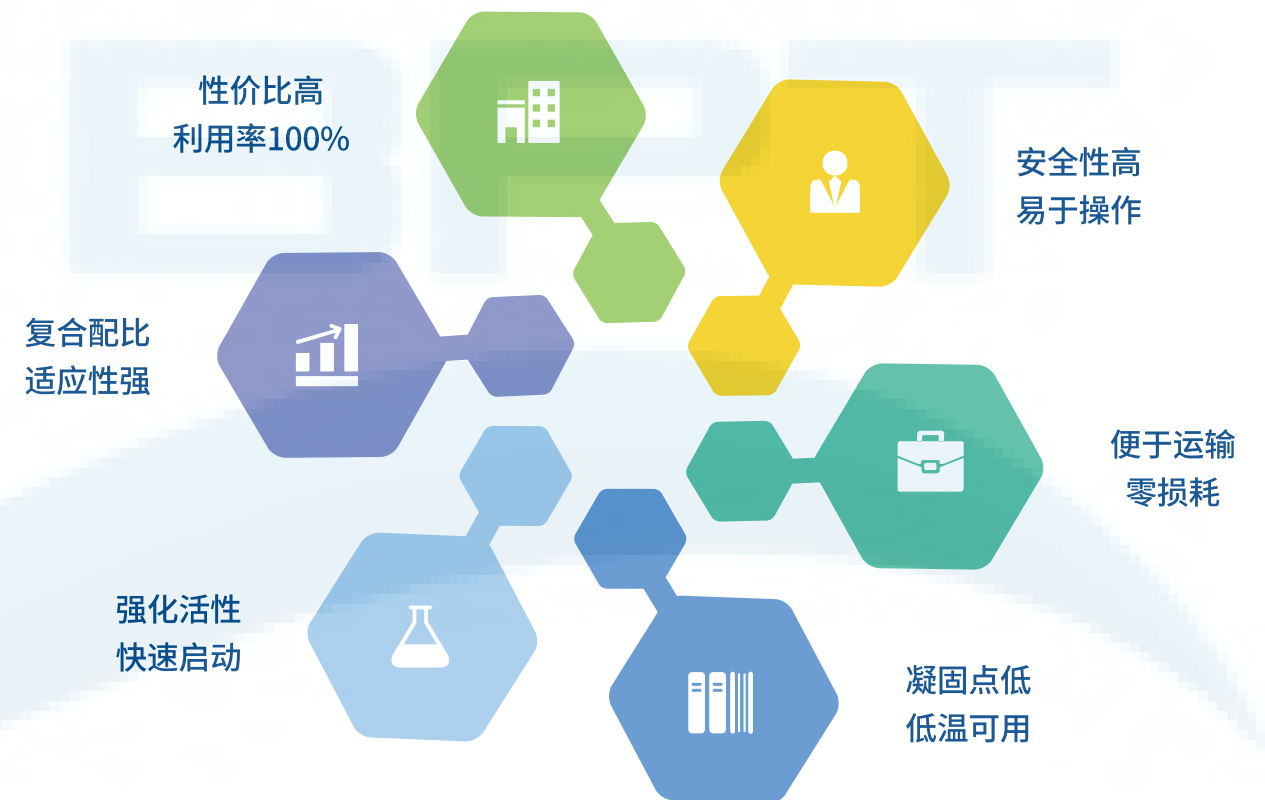 性价比高
利用率100%
安全性高
易于操作
复合配比
适应性强
便于运输
零损耗
强化活性
快速启动
凝固点低
低温可用